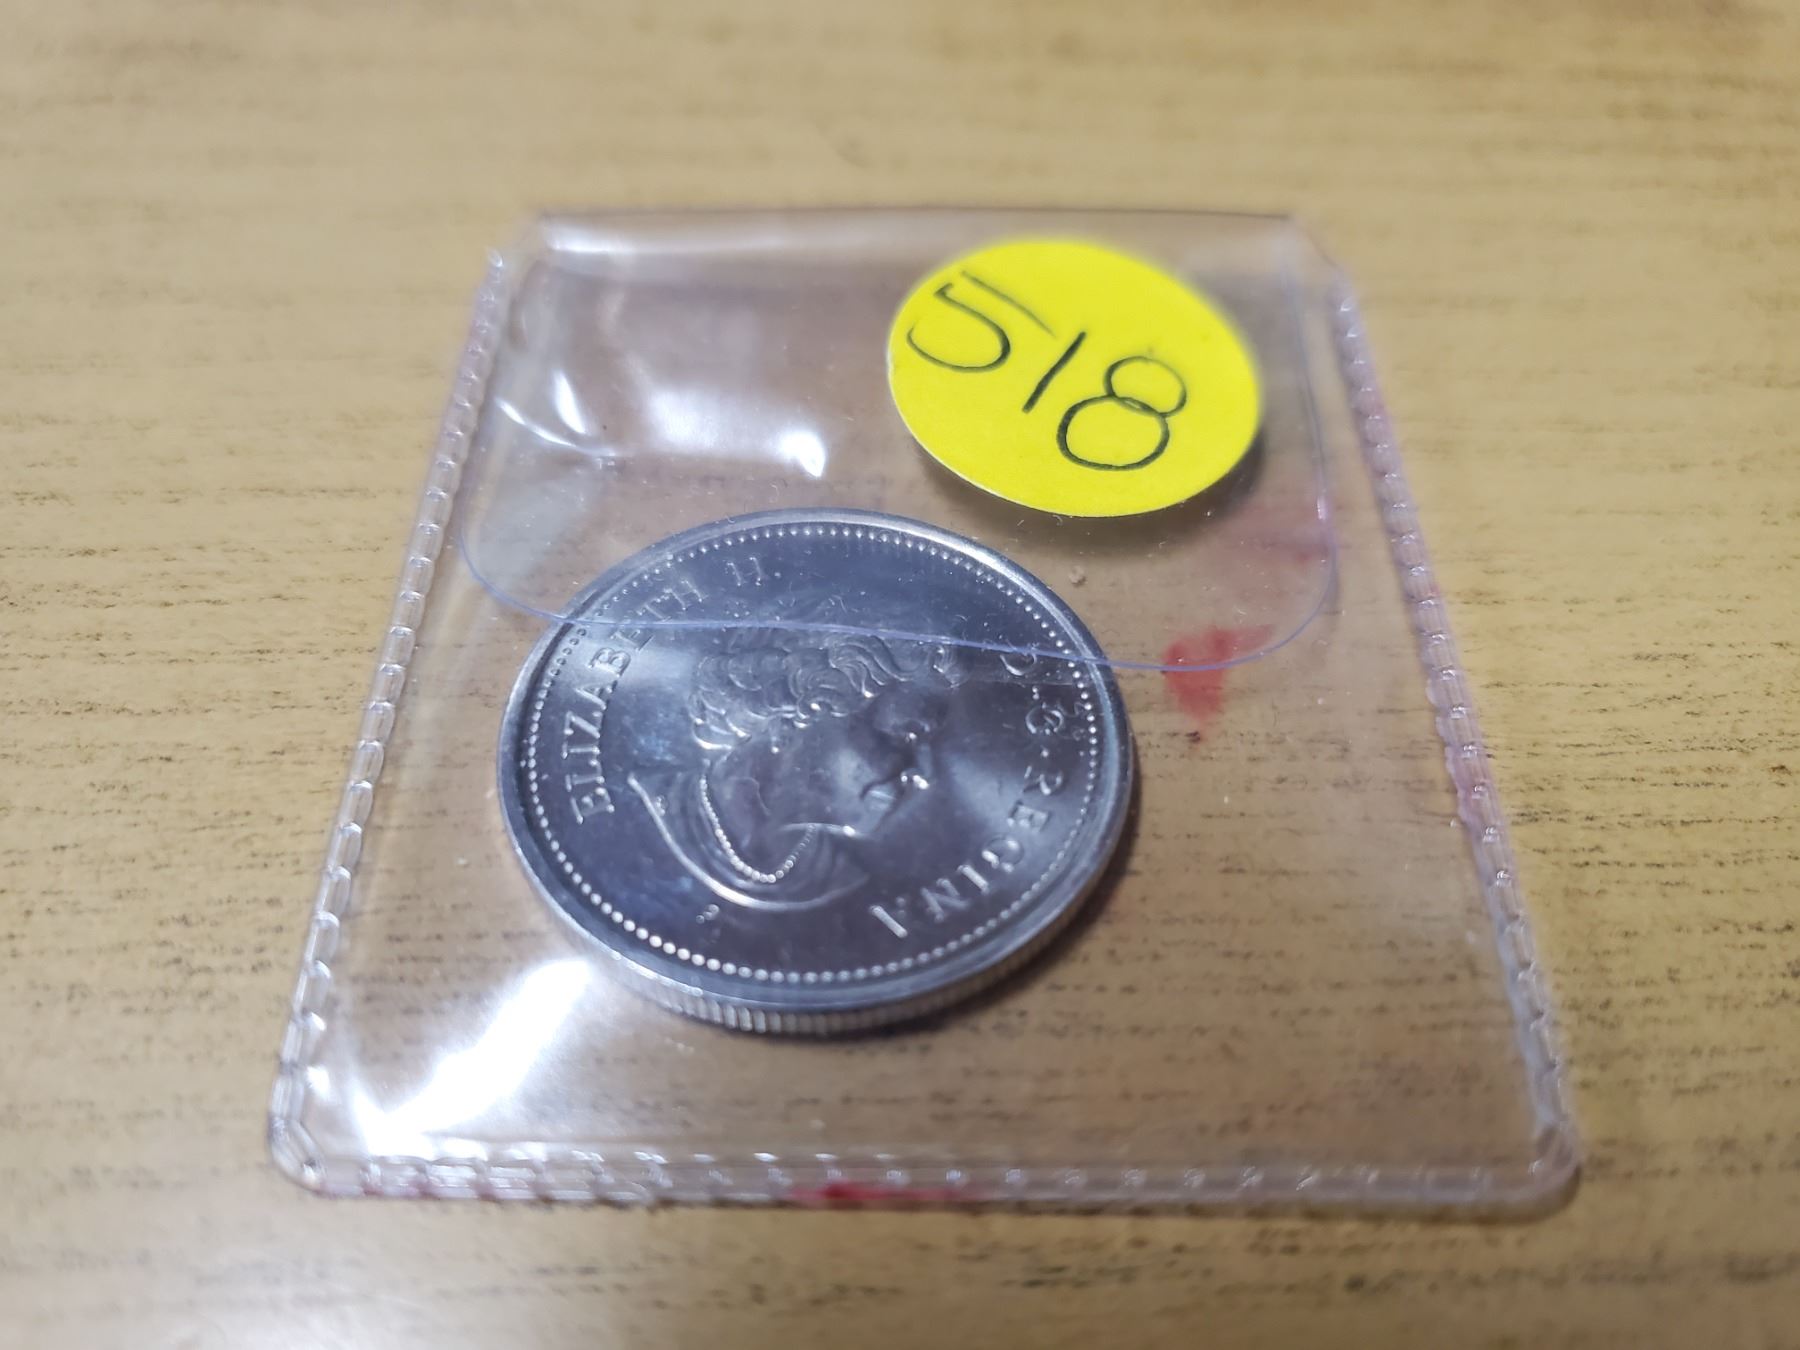 518
ELIZABETH II
D·G·REGINA